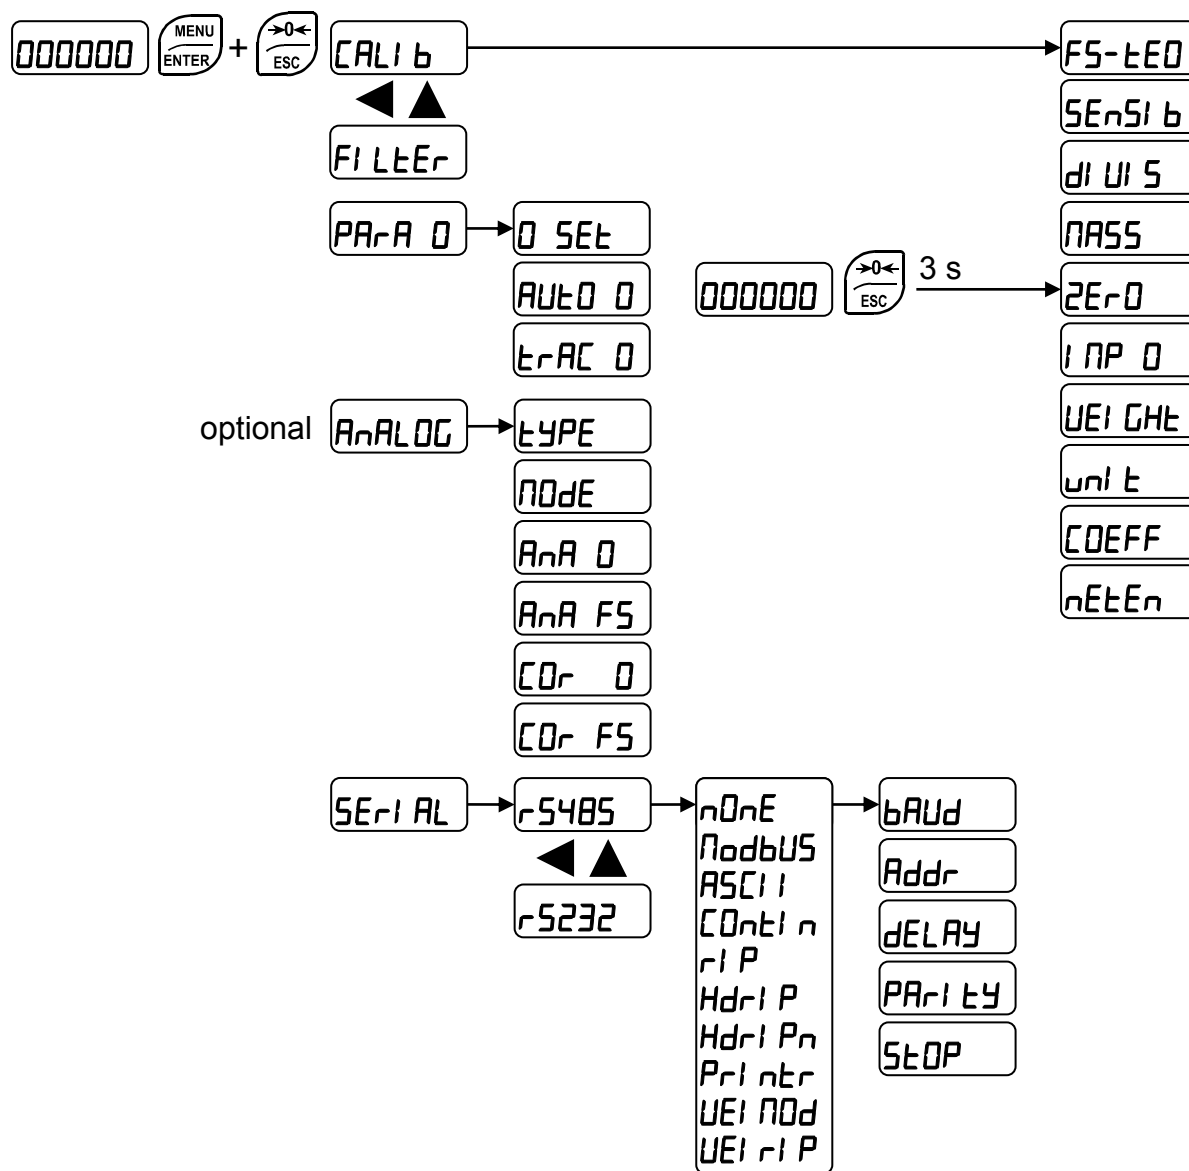 000000 MENU ENTER + →0← ESC CALIb FS-tEO
SEnSIb
FILtEr
dIUIS
PArA 0 0 SEt MASS
AUtO 0 000000 →0← ESC 3 s ZErO
trAC 0 I MP 0
optional AnALOG tYPE UEIGHt
MOdE unIt
AnA 0 COEFF
AnA FS nEtEn
COr 0
COr FS
SErIAL rS485 nOnE bAUd
ModbUS
ASCII Addr
rS232 COntIn dELAY
rIP
HdrIP PArItY
HdrIPn StOP
PrIntr
UEIMOd
UEIrIP